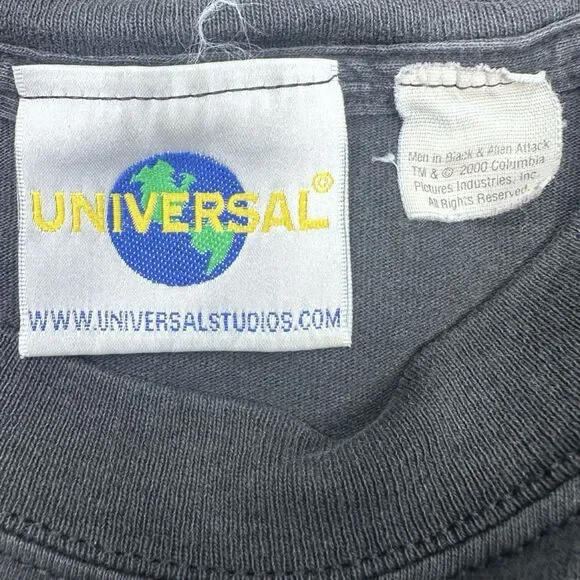 UNIVERSAL®
WWW.UNIVERSALSTUDIOS.COM
Men in Black & Alien Attack
TM & © 2000 Columbia
Pictures Industries, Inc.
All Rights Reserved.